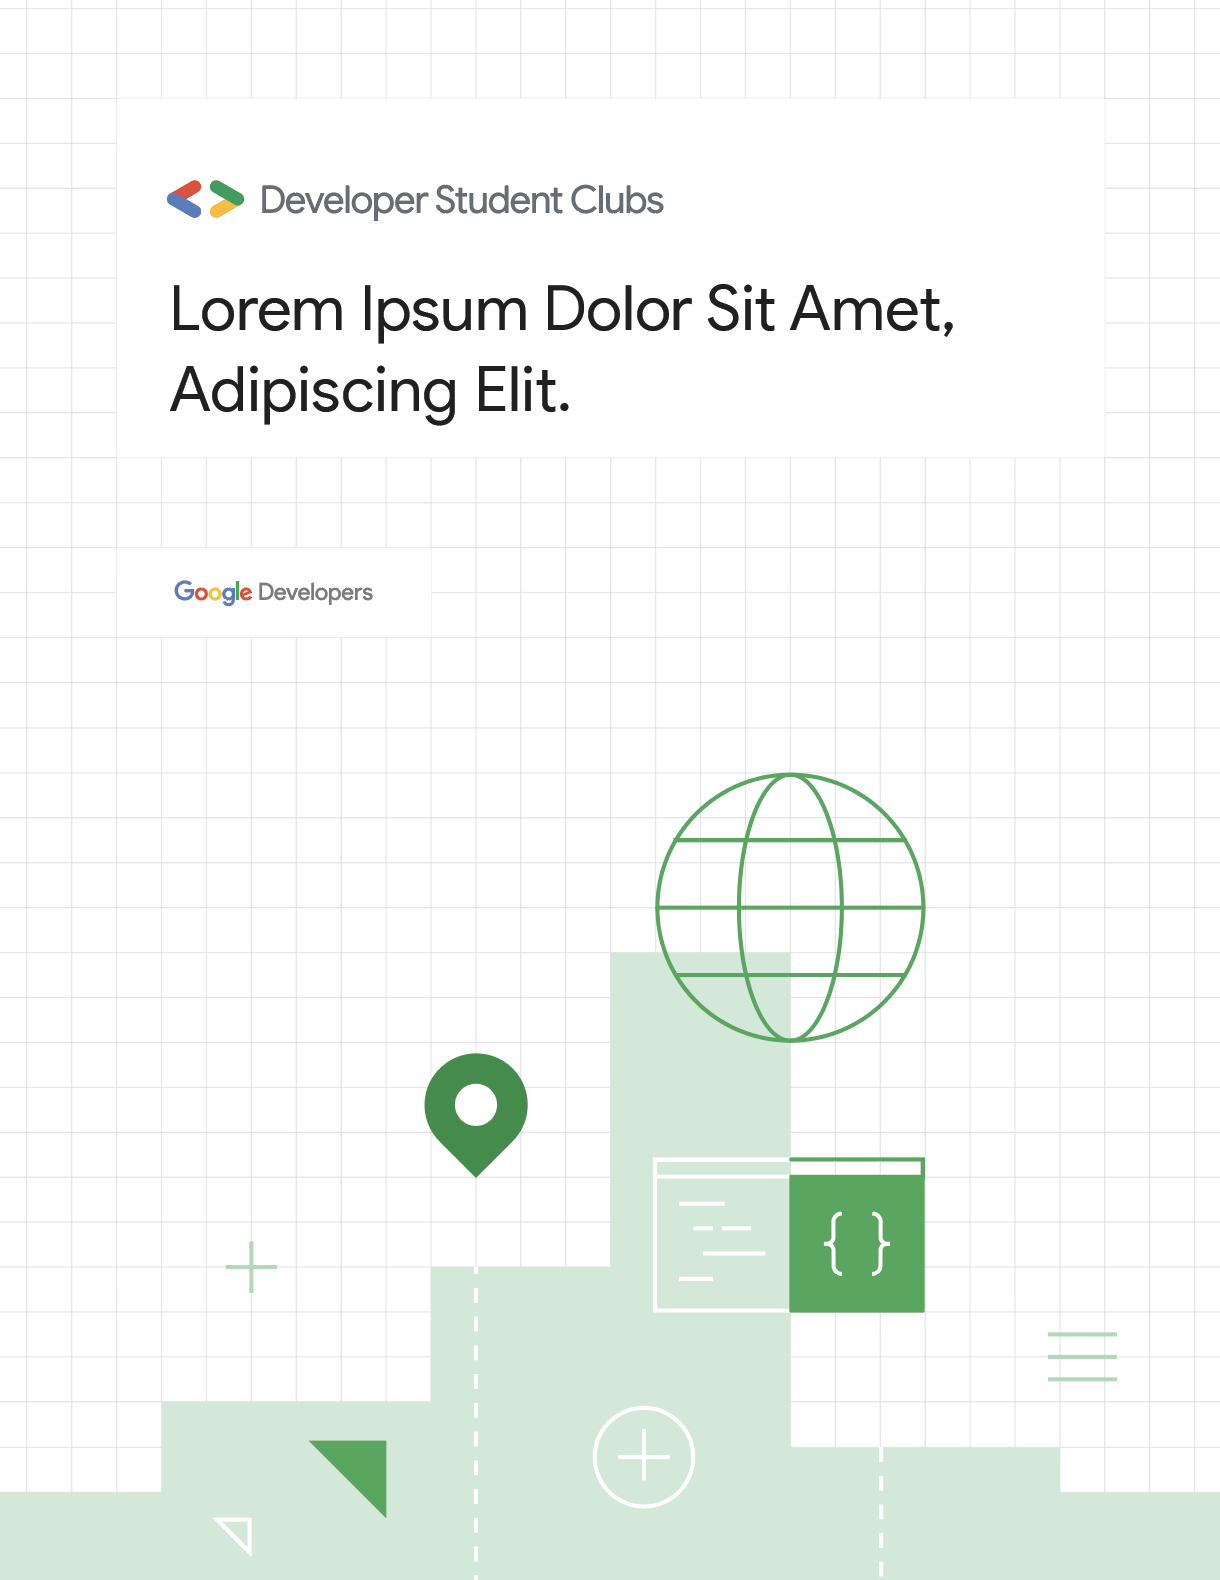 Developer Student Clubs
Lorem Ipsum Dolor Sit Amet,
Adipiscing Elit.
Google Developers
{ }